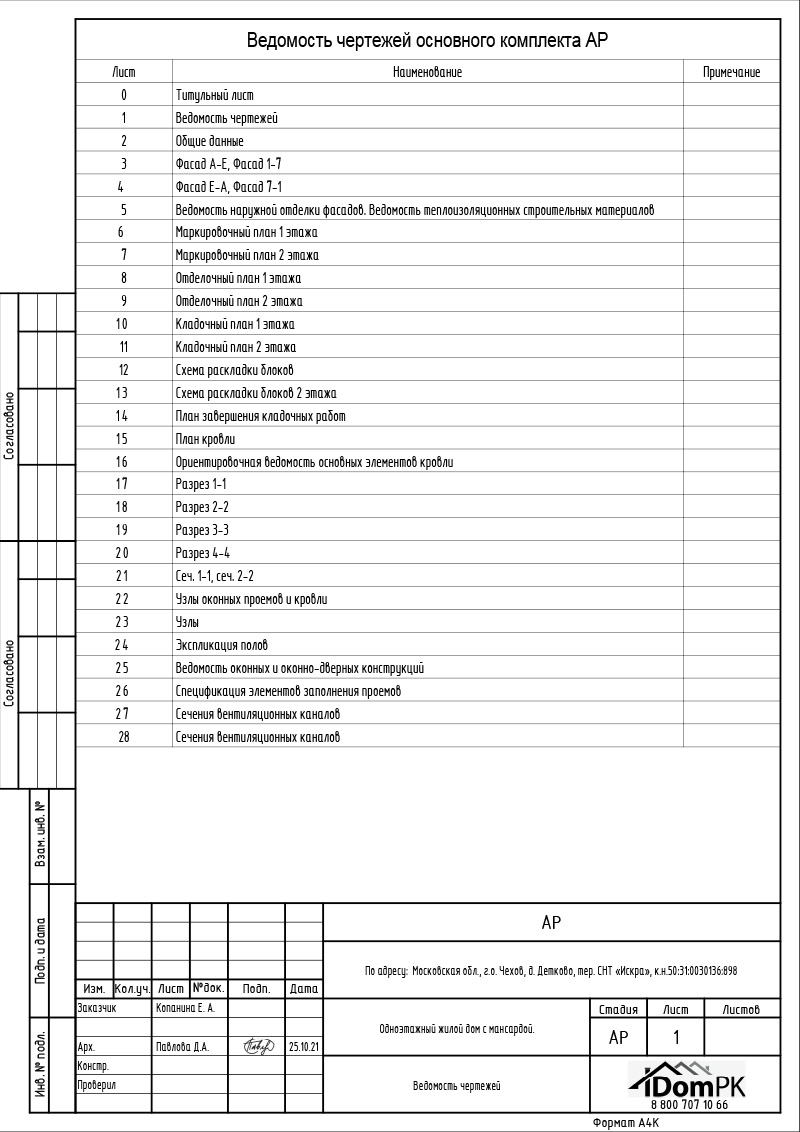 Ведомость чертежей основного комплекта АР
Лист Наименование Примечание
0 Титульный лист
1 Ведомость чертежей
2 Общие данные
3 Фасад А-Е, Фасад 1-7
4 Фасад Е-А, Фасад 7-1
5 Ведомость наружной отделки фасадов. Ведомость теплоизоляционных строительных материалов
6 Маркировочный план 1 этажа
7 Маркировочный план 2 этажа
8 Отделочный план 1 этажа
9 Отделочный план 2 этажа
10 Кладочный план 1 этажа
11 Кладочный план 2 этажа
12 Схема раскладки блоков
13 Схема раскладки блоков 2 этажа
14 План завершения кладочных работ
15 План кровли
16 Ориентировочная ведомость основных элементов кровли
17 Разрез 1-1
18 Разрез 2-2
19 Разрез 3-3
20 Разрез 4-4
21 Сеч. 1-1, сеч. 2-2
22 Узлы оконных проемов и кровли
23 Узлы
24 Экспликация полов
25 Ведомость оконных и оконно-дверных конструкций
26 Спецификация элементов заполнения проемов
27 Сечения вентиляционных каналов
28 Сечения вентиляционных каналов
Согласовано
Согласовано
Взам. инв. №
Подп. и дата
Инв. № подл.
АР
По адресу: Московская обл., г.о. Чехов, д. Детково, тер. СНТ «Искра», к.н.50:31:0030136:898
Изм. Кол.уч. Лист №док. Подп. Дата
Заказчик Копанина Е. А.
Одноэтажный жилой дом с мансардой.
Стадия Лист Листов
АР 1
Арх. Павлова Д.А. 25.10.21
Констр.
Проверил
Ведомость чертежей
iDomPK
8 800 707 10 66
Формат А4К